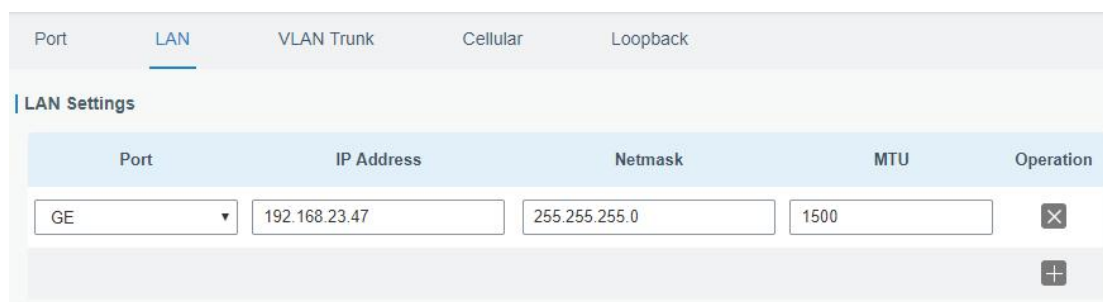 Port LAN VLAN Trunk Cellular Loopback
LAN Settings
Port IP Address Netmask MTU Operation
GE 192.168.23.47 255.255.255.0 1500